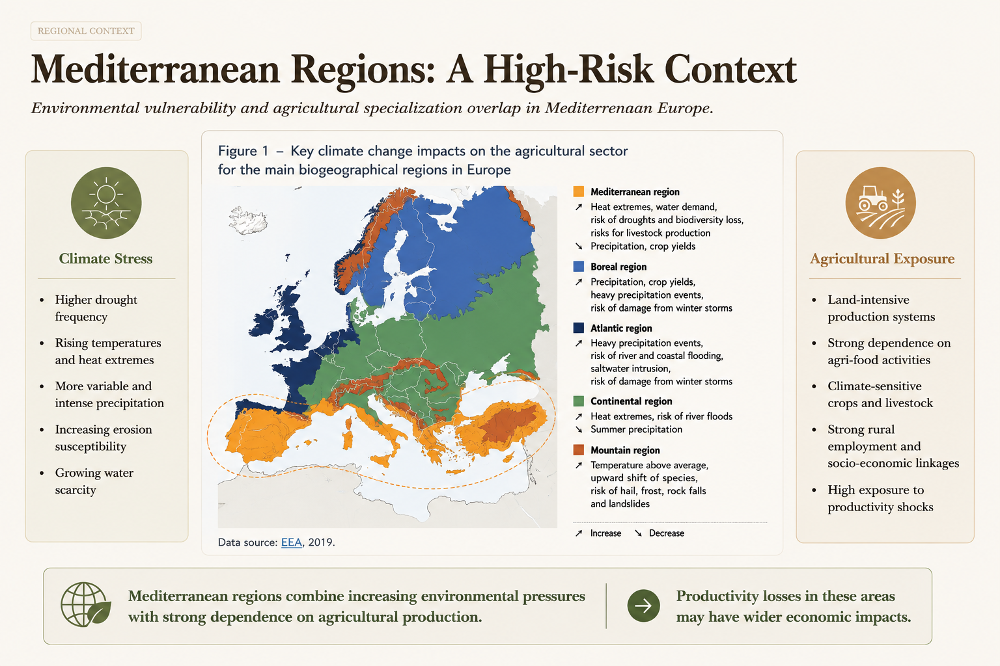 REGIONAL CONTEXT
Mediterranean Regions: A High-Risk Context
Environmental vulnerability and agricultural specialization overlap in Mediterrenaan Europe.
Climate Stress
• Higher drought
frequency
• Rising temperatures
and heat extremes
• More variable and
intense precipitation
• Increasing erosion
susceptibility
• Growing water
scarcity
Figure 1 – Key climate change impacts on the agricultural sector
for the main biogeographical regions in Europe
Mediterranean region
↗ Heat extremes, water demand,
risk of droughts and biodiversity loss,
risks for livestock production
↘ Precipitation, crop yields
Boreal region
↗ Precipitation, crop yields,
heavy precipitation events,
risk of damage from winter storms
Atlantic region
↗ Heavy precipitation events,
risk of river and coastal flooding,
saltwater intrusion,
risk of damage from winter storms
Continental region
↗ Heat extremes, risk of river floods
↘ Summer precipitation
Mountain region
↗ Temperature above average,
upward shift of species,
risk of hail, frost, rock falls
and landslides
↗ Increase ↘ Decrease
Data source: EEA, 2019.
Agricultural Exposure
• Land-intensive
production systems
• Strong dependence on
agri-food activities
• Climate-sensitive
crops and livestock
• Strong rural
employment and
socio-economic linkages
• High exposure to
productivity shocks
Mediterranean regions combine increasing environmental pressures
with strong dependence on agricultural production.
Productivity losses in these areas
may have wider economic impacts.